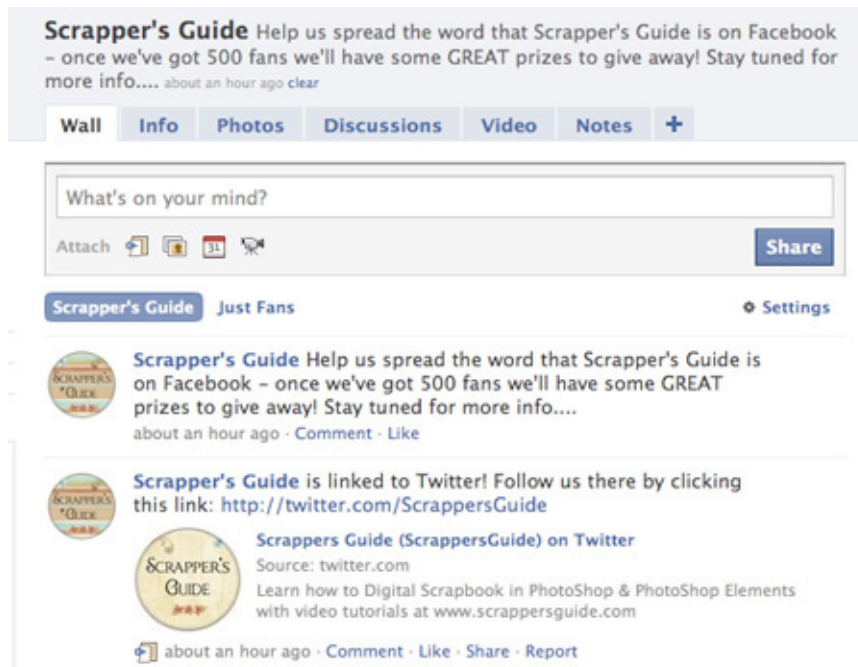 Scrapper's Guide Help us spread the word that Scrapper's Guide is on Facebook
– once we've got 500 fans we'll have some GREAT prizes to give away! Stay tuned for
more info.... about an hour ago clear
Wall Info Photos Discussions Video Notes +
What's on your mind?
Attach 31 Share
Scrapper's Guide Just Fans Settings
SCRAPPER'S
GUIDE
Scrapper's Guide Help us spread the word that Scrapper's Guide is
on Facebook – once we've got 500 fans we'll have some GREAT
prizes to give away! Stay tuned for more info....
about an hour ago · Comment · Like
SCRAPPER'S
GUIDE
Scrapper's Guide is linked to Twitter! Follow us there by clicking
this link: http://twitter.com/ScrappersGuide
SCRAPPER'S
GUIDE
Scrappers Guide (ScrappersGuide) on Twitter
Source: twitter.com
Learn how to Digital Scrapbook in PhotoShop & PhotoShop Elements
with video tutorials at www.scrappersguide.com
about an hour ago · Comment · Like · Share · Report